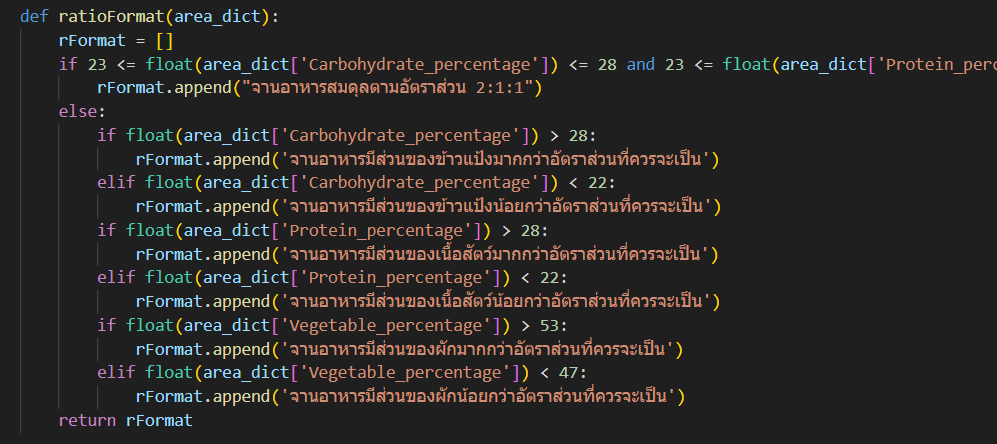 def ratioFormat(area_dict):
rFormat = []
if 23 <= float(area_dict['Carbohydrate_percentage']) <= 28 and 23 <= float(area_dict['Protein_perc
rFormat.append("จานอาหารสมดุลตามอัตราส่วน 2:1:1")
else:
if float(area_dict['Carbohydrate_percentage']) > 28:
rFormat.append('จานอาหารมีส่วนของข้าวแป้งมากกว่าอัตราส่วนที่ควรจะเป็น')
elif float(area_dict['Carbohydrate_percentage']) < 22:
rFormat.append('จานอาหารมีส่วนของข้าวแป้งน้อยกว่าอัตราส่วนที่ควรจะเป็น')
if float(area_dict['Protein_percentage']) > 28:
rFormat.append('จานอาหารมีส่วนของเนื้อสัตว์มากกว่าอัตราส่วนที่ควรจะเป็น')
elif float(area_dict['Protein_percentage']) < 22:
rFormat.append('จานอาหารมีส่วนของเนื้อสัตว์น้อยกว่าอัตราส่วนที่ควรจะเป็น')
if float(area_dict['Vegetable_percentage']) > 53:
rFormat.append('จานอาหารมีส่วนของผักมากกว่าอัตราส่วนที่ควรจะเป็น')
elif float(area_dict['Vegetable_percentage']) < 47:
rFormat.append('จานอาหารมีส่วนของผักน้อยกว่าอัตราส่วนที่ควรจะเป็น')
return rFormat